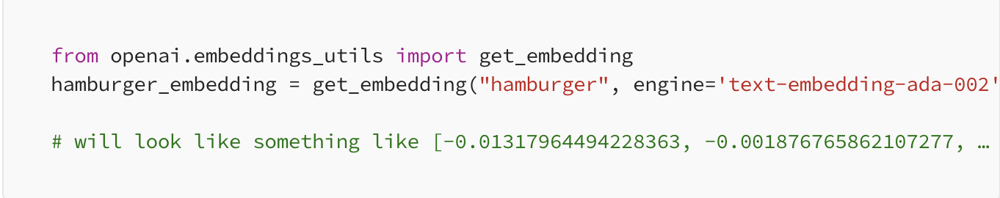 from openai.embeddings_utils import get_embedding
hamburger_embedding = get_embedding("hamburger", engine='text-embedding-ada-002'
# will look like something like [-0.01317964494228363, -0.001876765862107277, …